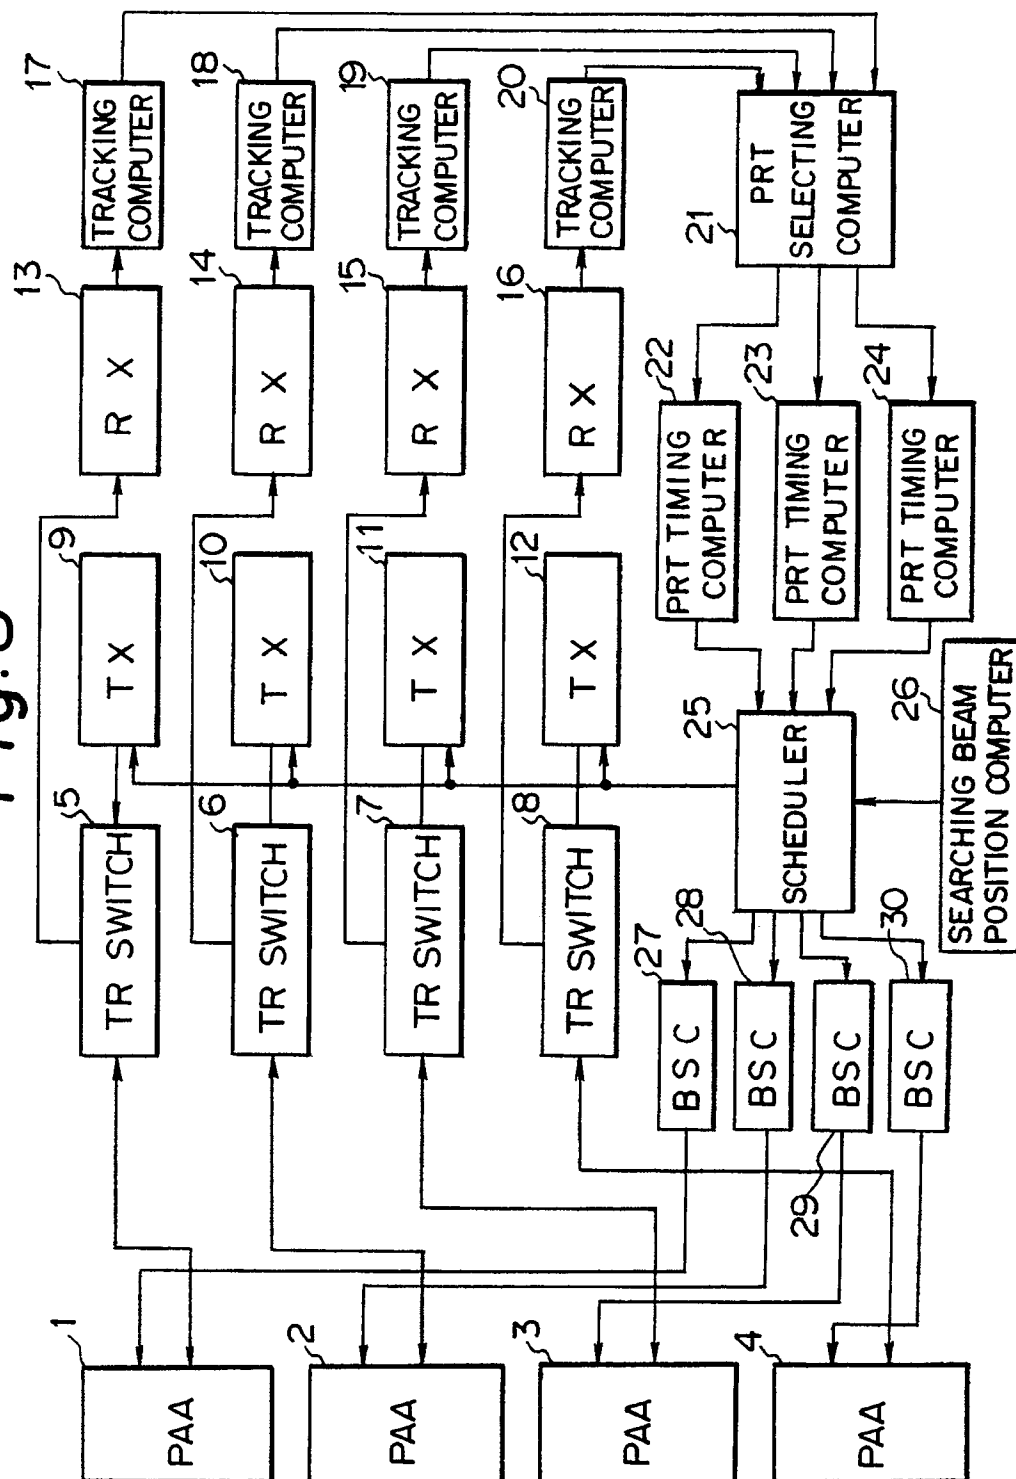 17
TRACKING
COMPUTER
18
TRACKING
COMPUTER
19
TRACKING
COMPUTER
20
TRACKING
COMPUTER
21
PRT
SELECTING
COMPUTER
13
R X
14
R X
15
R X
16
R X
22
PRT TIMING
COMPUTER
23
PRT TIMING
COMPUTER
24
PRT TIMING
COMPUTER
9
T X
10
T X
11
T X
12
T X
25
SCHEDULER
26
SEARCHING BEAM
POSITION COMPUTER
5
TR SWITCH
6
TR SWITCH
7
TR SWITCH
8
TR SWITCH
27
BSC
28
BSC
29
BSC
30
BSC
1
PAA
2
PAA
3
PAA
4
PAA